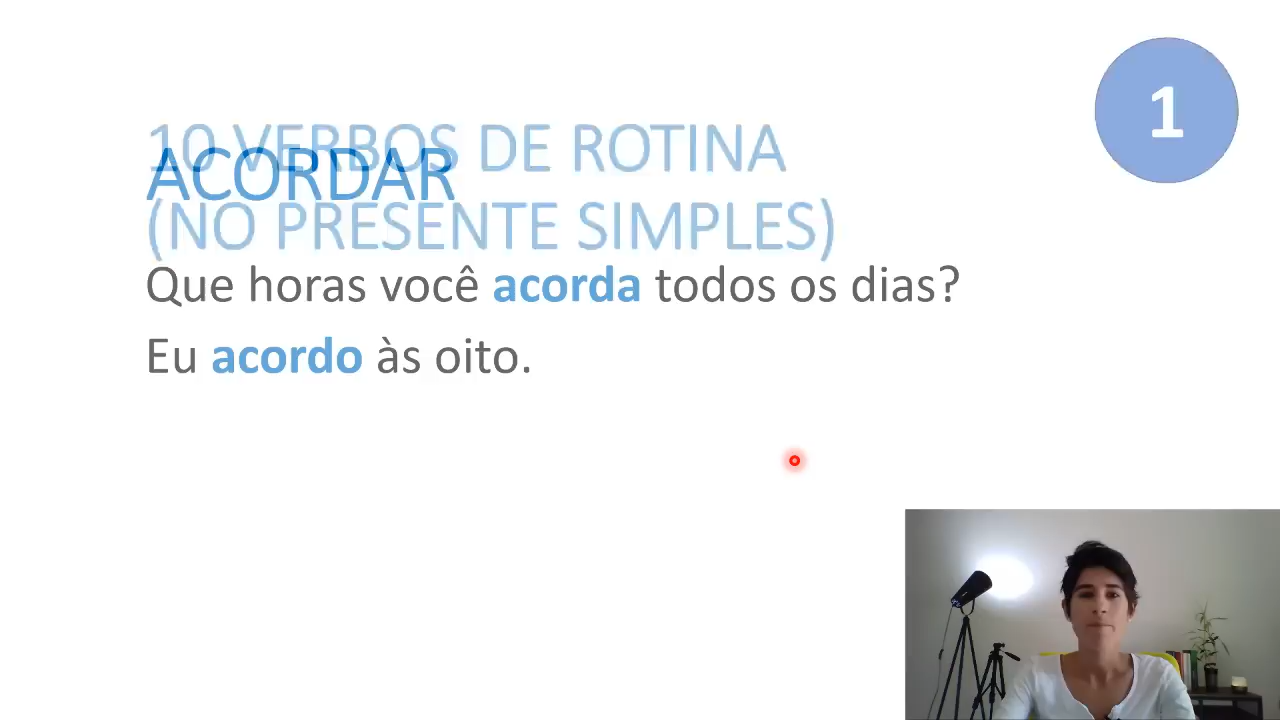 1
10 VERBOS DE ROTINA
ACORDAR
(NO PRESENTE SIMPLES)
Que horas você acorda todos os dias?
Eu acordo às oito.